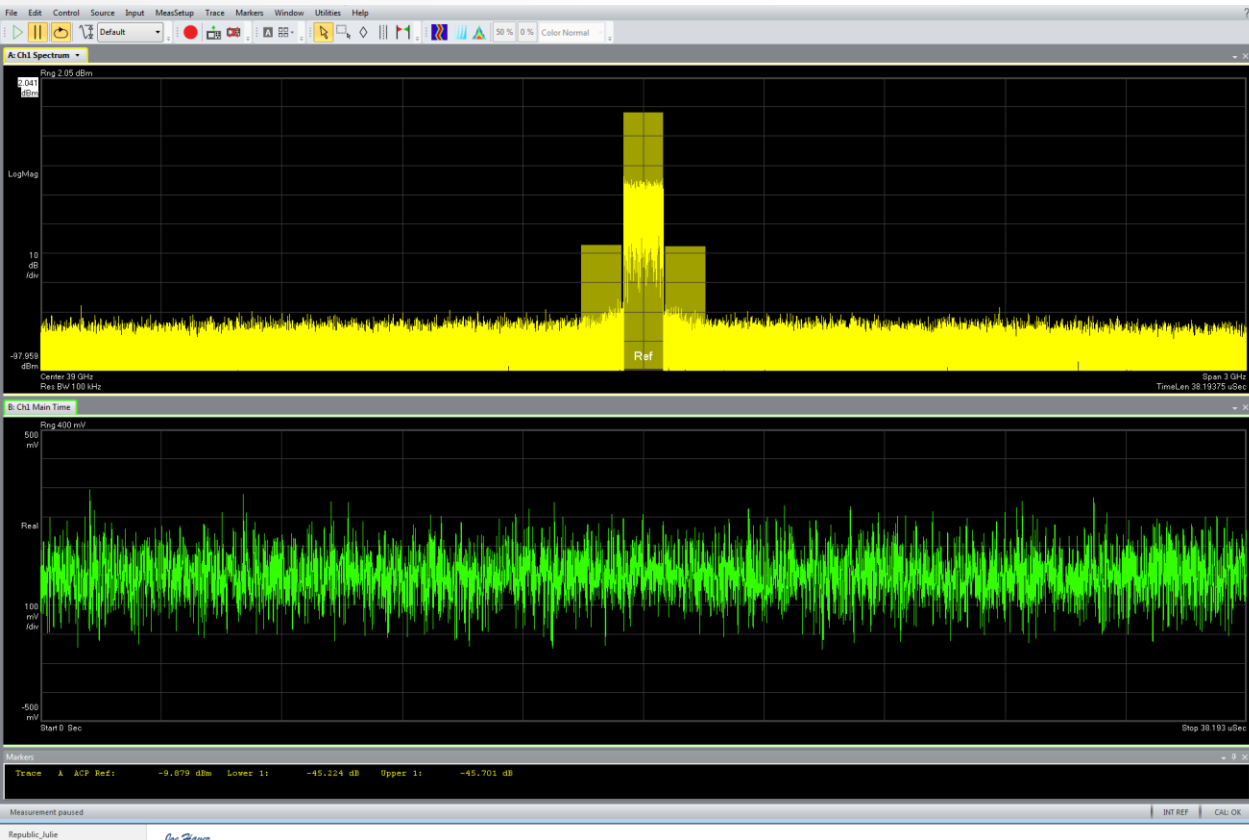 File Edit Control Source Input MeasSetup Trace Markers Window Utilities Help
?
Default
A
50 % 0 % Color Normal
A: Ch1 Spectrum
Rng 2.05 dBm
2.041
dBm
LogMag
10
dB
/div
Ref
-97.959
dBm
Center 39 GHz Span 3 GHz
Res BW 100 kHz TimeLen 38.19375 uSec
B: Ch1 Main Time
Rng 400 mV
500
mV
Real
100
mV
/div
-500
mV
Start 0 Sec Stop 38.193 uSec
Markers
Trace A ACP Ref: -9.879 dBm Lower 1: -45.224 dB Upper 1: -45.701 dB
Measurement paused INT REF CAL: OK
Republic_Julie